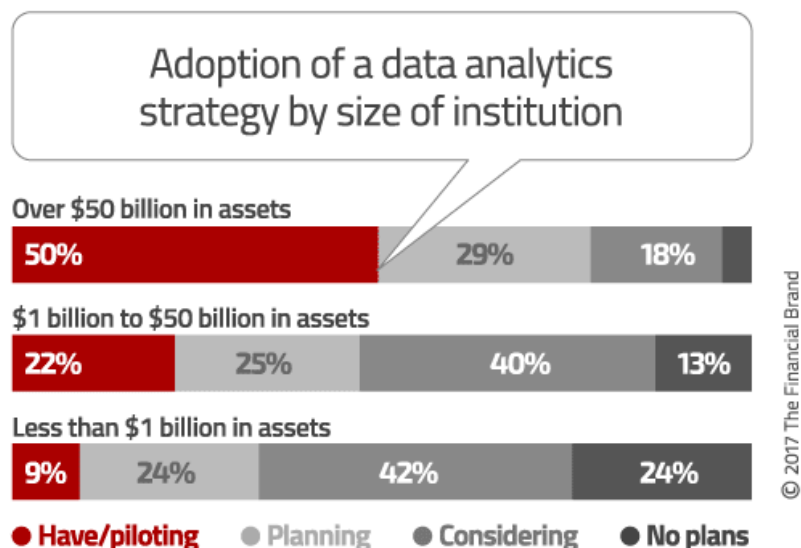 Adoption of a data analytics
strategy by size of institution
Over $50 billion in assets
50% 29% 18%
$1 billion to $50 billion in assets
22% 25% 40% 13%
Less than $1 billion in assets
9% 24% 42% 24%
Have/piloting Planning Considering No plans
© 2017 The Financial Brand